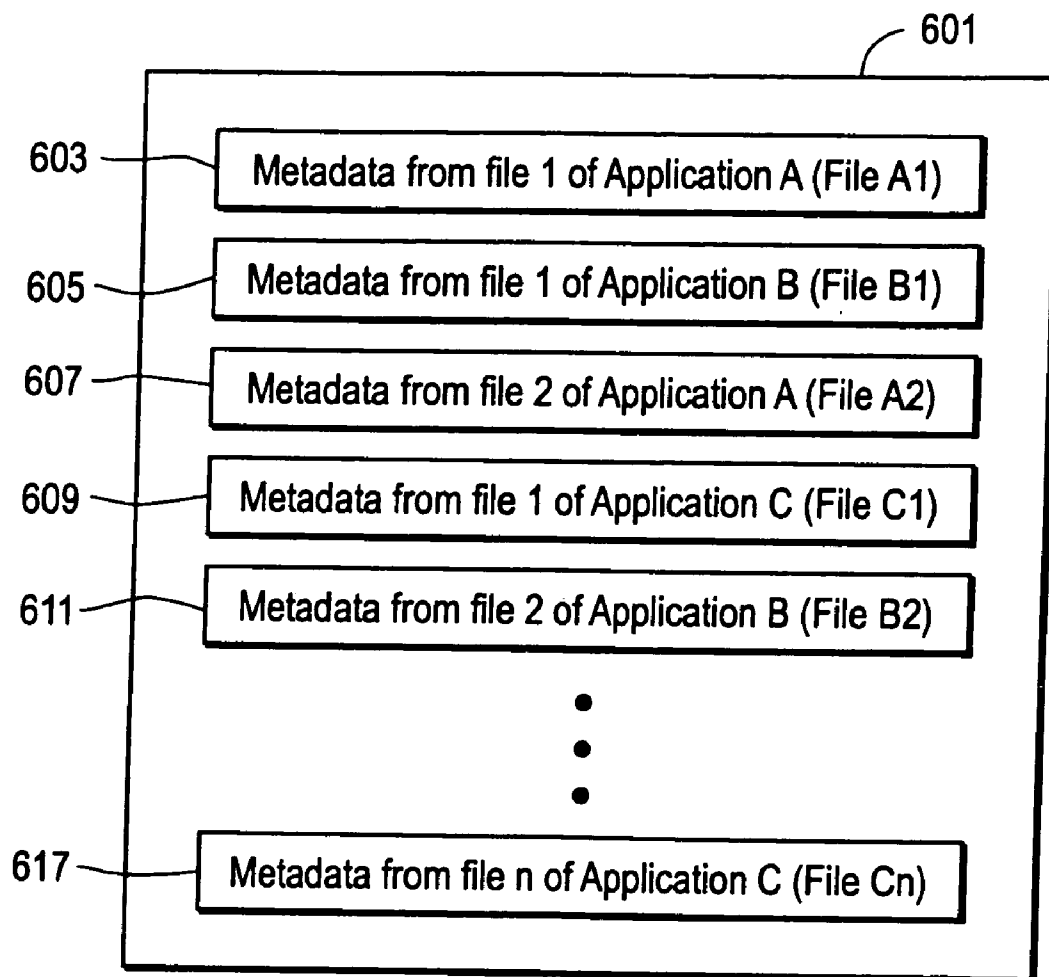 601
603
Metadata from file 1 of Application A (File A1)
605
Metadata from file 1 of Application B (File B1)
607
Metadata from file 2 of Application A (File A2)
609
Metadata from file 1 of Application C (File C1)
611
Metadata from file 2 of Application B (File B2)
617
Metadata from file n of Application C (File Cn)